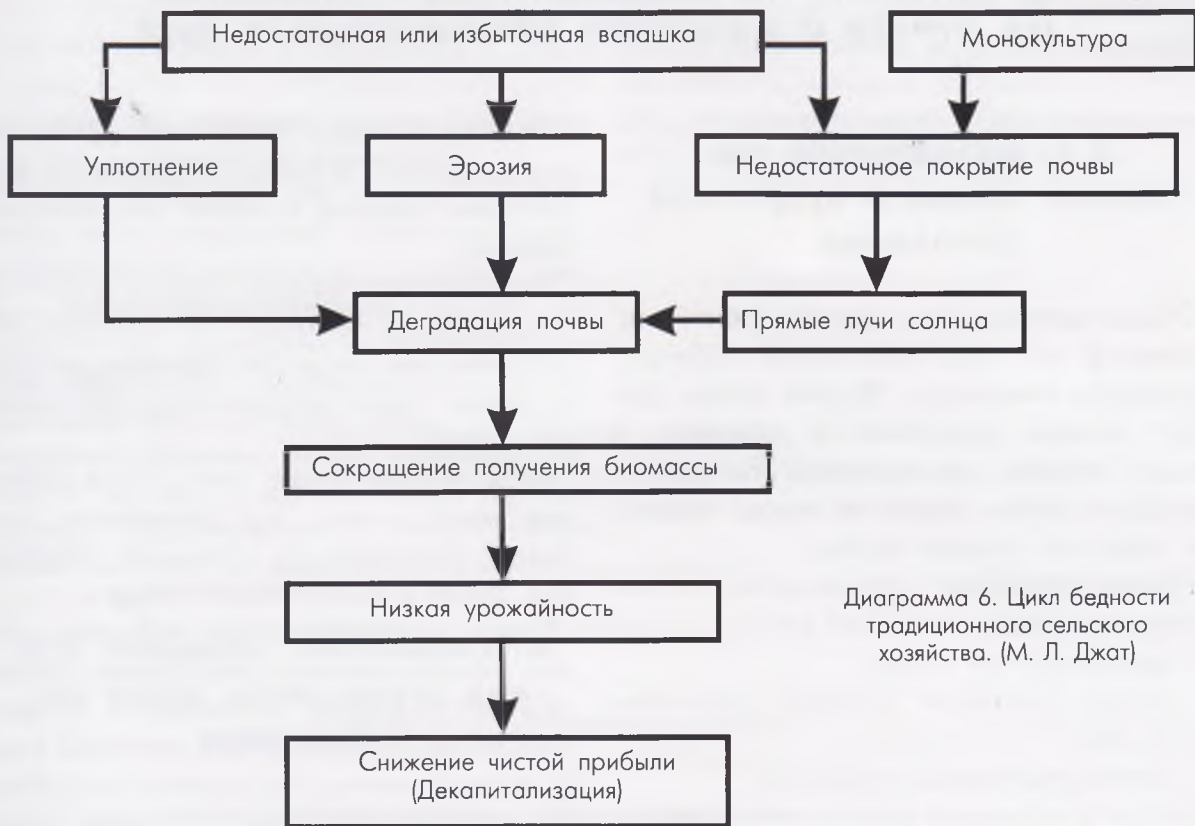 Недостаточная или избыточная вспашка
Монокультура
Уплотнение
Эрозия
Недостаточное покрытие почвы
Деградация почвы
Прямые лучи солнца
Сокращение получения биомассы
Низкая урожайность
Диаграмма 6. Цикл бедности
традиционного сельского
хозяйства. (М. Л. Джат)
Снижение чистой прибыли
(Декапитализация)